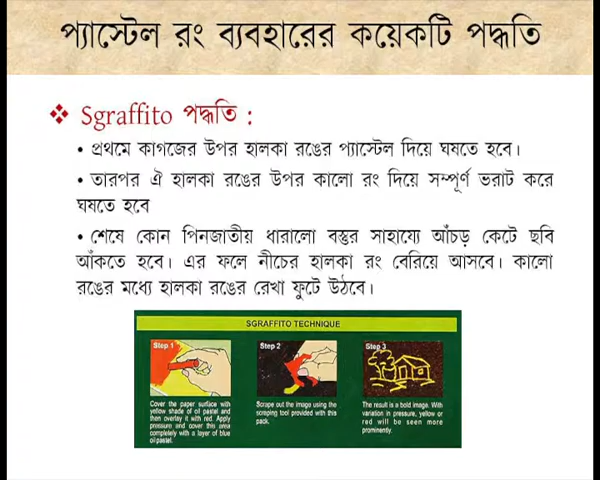 প্যাস্টেল রং ব্যবহারের কয়েকটি পদ্ধতি
❖ Sgraffito পদ্ধতি :
• প্রথমে কাগজের উপর হালকা রঙের প্যাস্টেল দিয়ে ঘষতে হবে।
• তারপর ঐ হালকা রঙের উপর কালো রং দিয়ে সম্পূর্ণ ভরাট করে
ঘষতে হবে
• শেষে কোন পিনজাতীয় ধারালো বস্তুর সাহায্যে আঁচড় কেটে ছবি
আঁকতে হবে। এর ফলে নীচের হালকা রং বেরিয়ে আসবে। কালো
রঙের মধ্যে হালকা রঙের রেখা ফুটে উঠবে।
SGRAFFITO TECHNIQUE
Step 1
Cover the paper surface with
yellow shade of oil pastel and
then overlay it with red. Apply
pressure and cover this area
completely with a layer of blue
oil pastel.
Step 2
Scrape out the image using the
scraping tool provided with this
pack.
Step 3
The result is a bold image. With
variation in pressure, yellow or
red will be seen more
prominently.